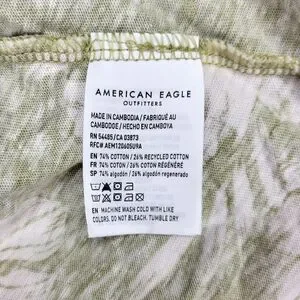 AMERICAN EAGLE
OUTFITTERS
MADE IN CAMBODIA / FABRIQUÉ AU
CAMBODGE / HECHO EN CAMBOYA
RN 54485/CA 03873
RFC# AEM120605U9A
EN 74% COTTON / 26% RECYCLED COTTON
FR 74% COTON / 26% COTON RÉGÉNÉRÉ
SP 74% algodón / 26% algodón regenerado
EN MACHINE WASH COLD WITH LIKE
COLORS. DO NOT BLEACH. TUMBLE DRY